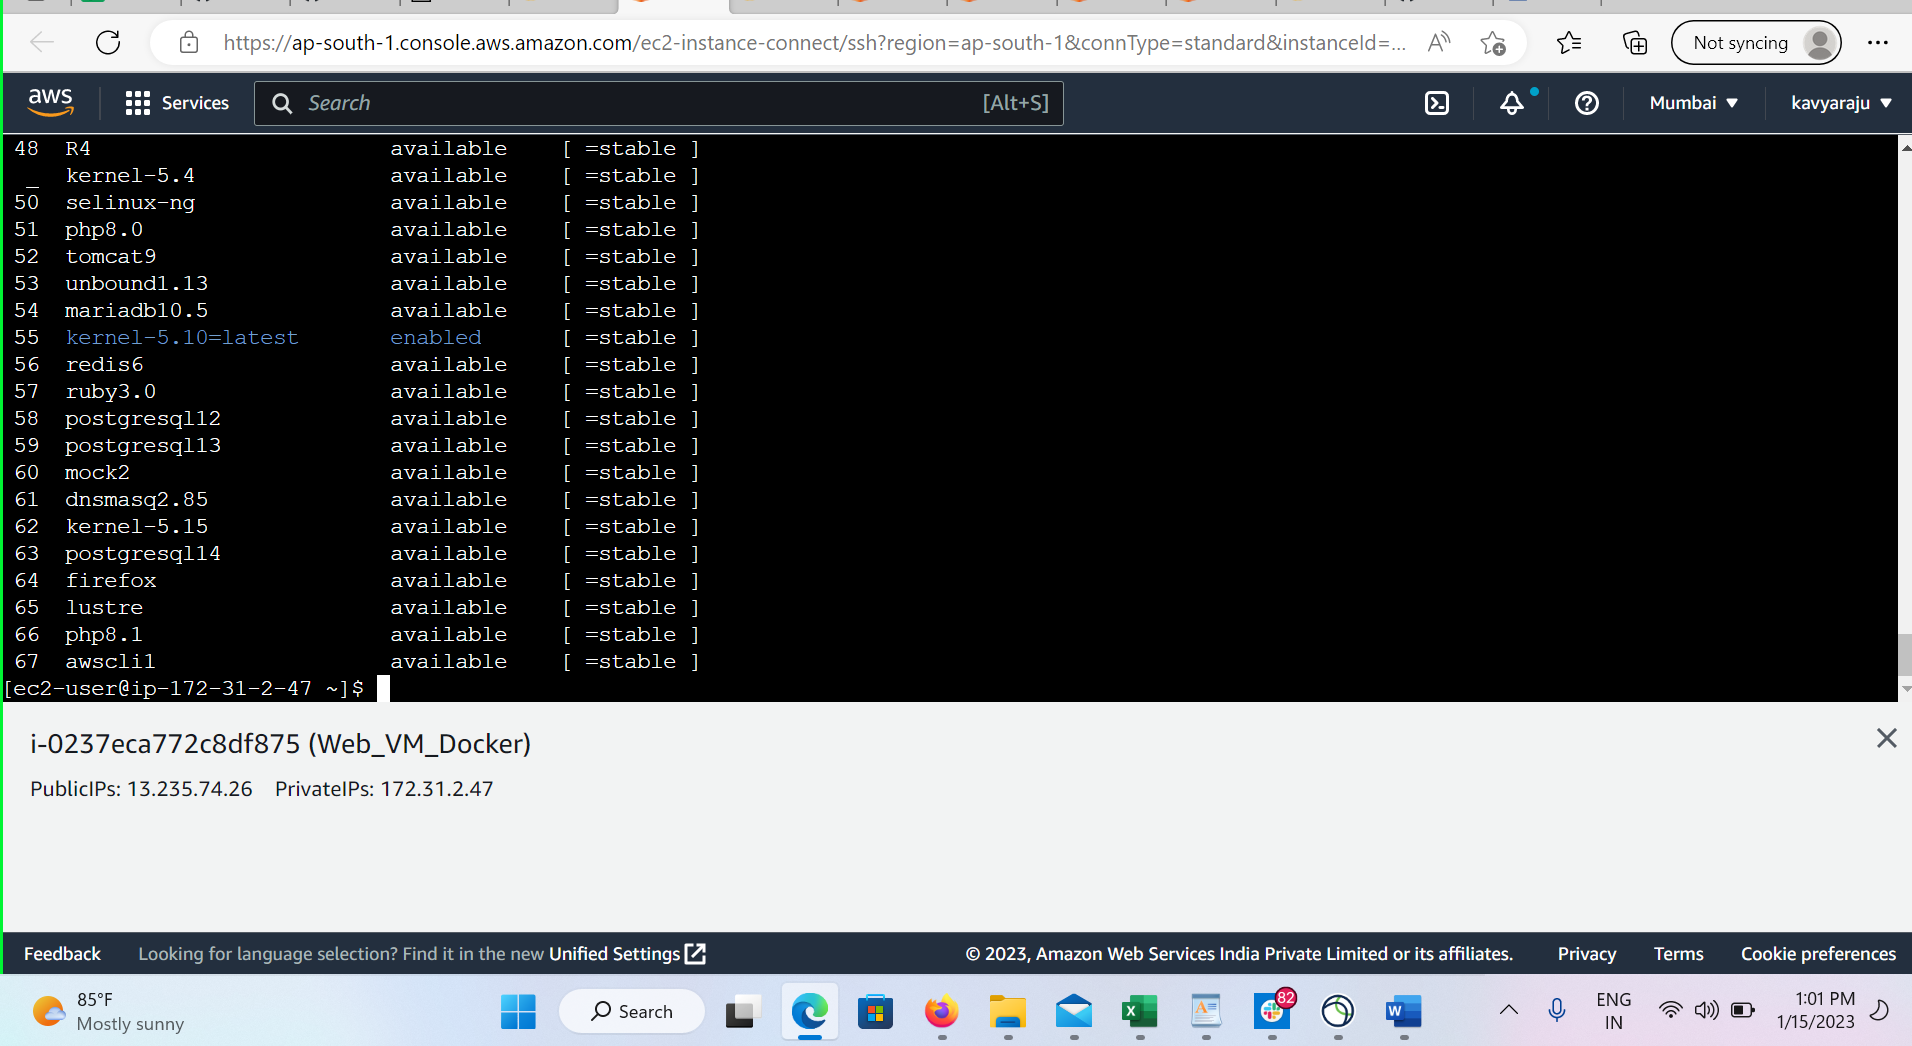 https://ap-south-1.console.aws.amazon.com/ec2-instance-connect/ssh?region=ap-south-1&connType=standard&instanceId=...
Not syncing
aws
Services
Search
[Alt+S]
Mumbai
kavyaraju
48 R4 available [ =stable ]
_ kernel-5.4 available [ =stable ]
50 selinux-ng available [ =stable ]
51 php8.0 available [ =stable ]
52 tomcat9 available [ =stable ]
53 unbound1.13 available [ =stable ]
54 mariadb10.5 available [ =stable ]
55 kernel-5.10=latest enabled [ =stable ]
56 redis6 available [ =stable ]
57 ruby3.0 available [ =stable ]
58 postgresql12 available [ =stable ]
59 postgresql13 available [ =stable ]
60 mock2 available [ =stable ]
61 dnsmasq2.85 available [ =stable ]
62 kernel-5.15 available [ =stable ]
63 postgresql14 available [ =stable ]
64 firefox available [ =stable ]
65 lustre available [ =stable ]
66 php8.1 available [ =stable ]
67 awscli1 available [ =stable ]
[ec2-user@ip-172-31-2-47 ~]$
i-0237eca772c8df875 (Web_VM_Docker)
PublicIPs: 13.235.74.26 PrivateIPs: 172.31.2.47
Feedback
Looking for language selection? Find it in the new Unified Settings
© 2023, Amazon Web Services India Private Limited or its affiliates.
Privacy
Terms
Cookie preferences
85°F
Mostly sunny
Search
82
ENG
IN
1:01 PM
1/15/2023